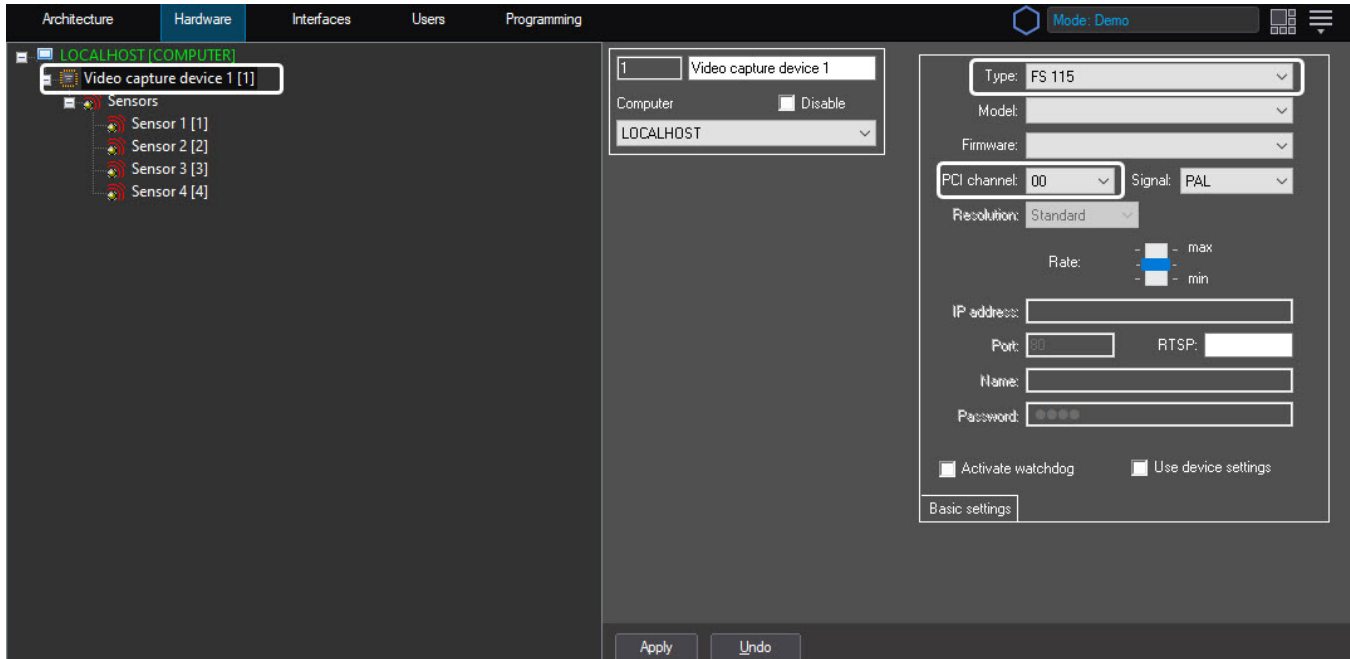 Architecture Hardware Interfaces Users Programming Mode: Demo
LOCALHOST [COMPUTER]
Video capture device 1 [1]
Sensors
Sensor 1 [1]
Sensor 2 [2]
Sensor 3 [3]
Sensor 4 [4]
1 Video capture device 1
Computer Disable
LOCALHOST
Type: FS 115
Model:
Firmware:
PCI channel: 00 Signal: PAL
Resolution: Standard
Rate: max
min
IP address:
Port: 80 RTSP:
Name:
Password:
Activate watchdog Use device settings
Basic settings
Apply Undo